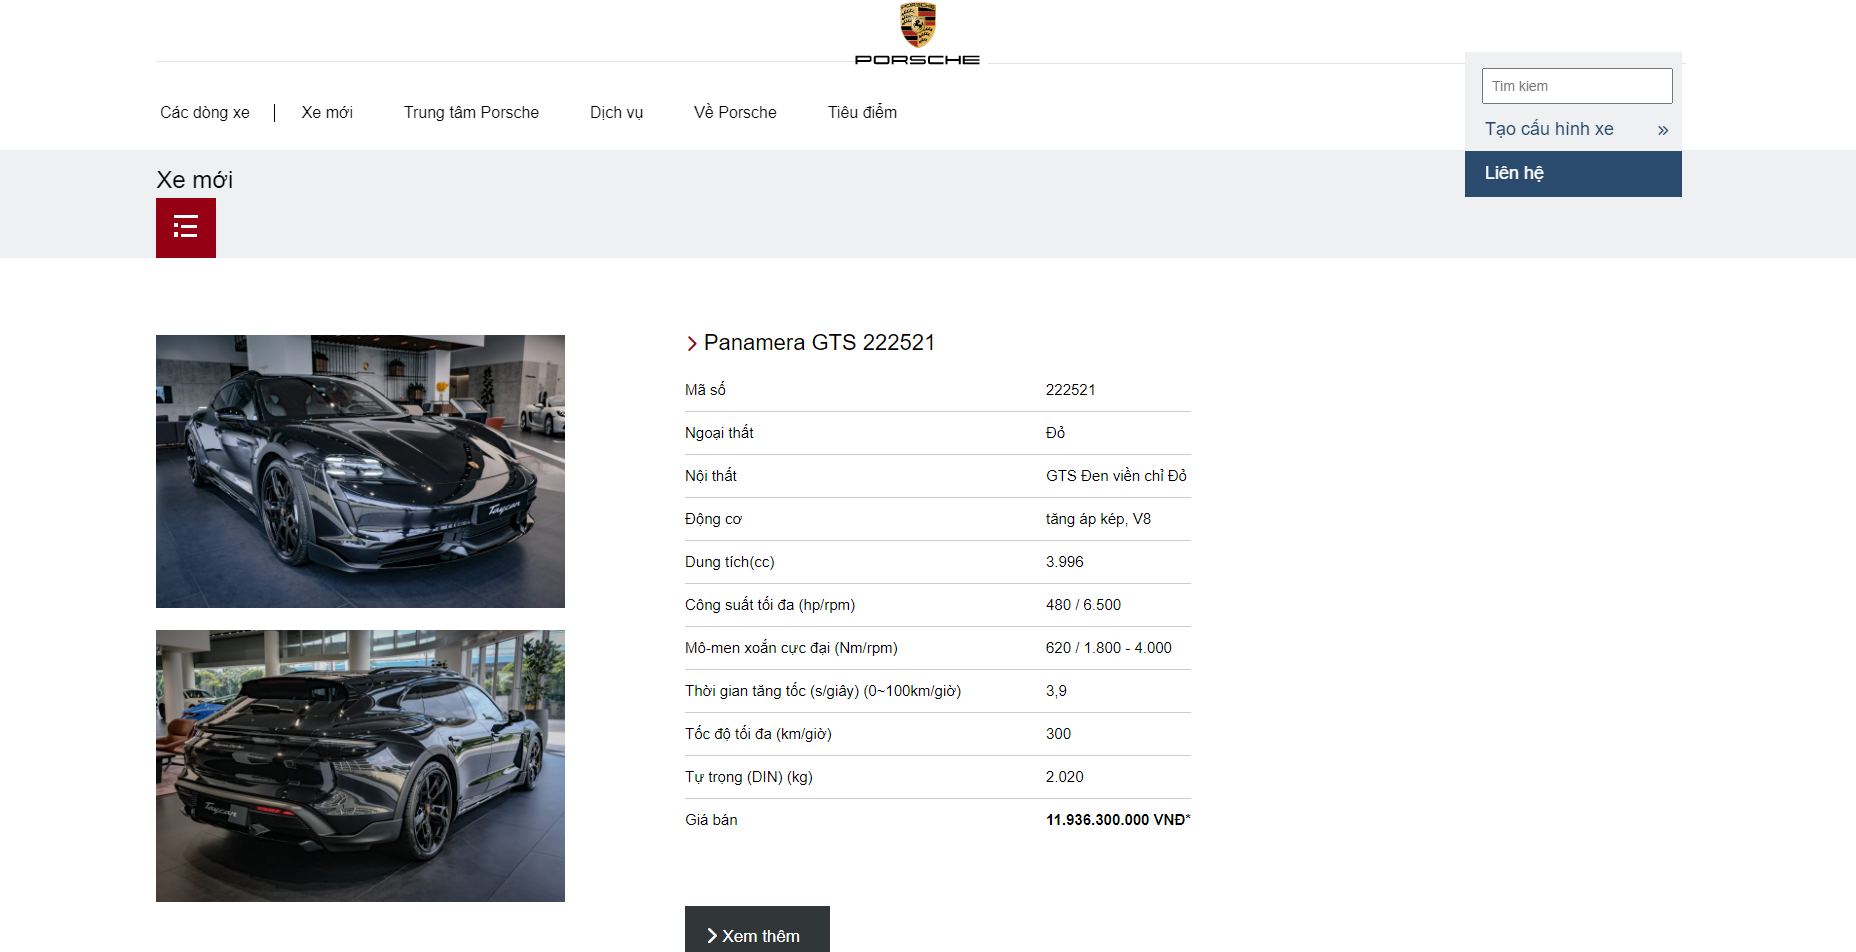 PORSCHE
PORSCHE
Tim kiem
Tạo cấu hình xe »
Liên hệ
Các dòng xe | Xe mới Trung tâm Porsche Dịch vụ Về Porsche Tiêu điểm
Xe mới
Taycan
Taycan
Panamera GTS 222521
Mã số 222521
Ngoại thất Đỏ
Nội thất GTS Đen viền chỉ Đỏ
Động cơ tăng áp kép, V8
Dung tích(cc) 3.996
Công suất tối đa (hp/rpm) 480 / 6.500
Mô-men xoắn cực đại (Nm/rpm) 620 / 1.800 - 4.000
Thời gian tăng tốc (s/giây) (0~100km/giờ) 3,9
Tốc độ tối đa (km/giờ) 300
Tự trọng (DIN) (kg) 2.020
Giá bán 11.936.300.000 VNĐ*
Xem thêm